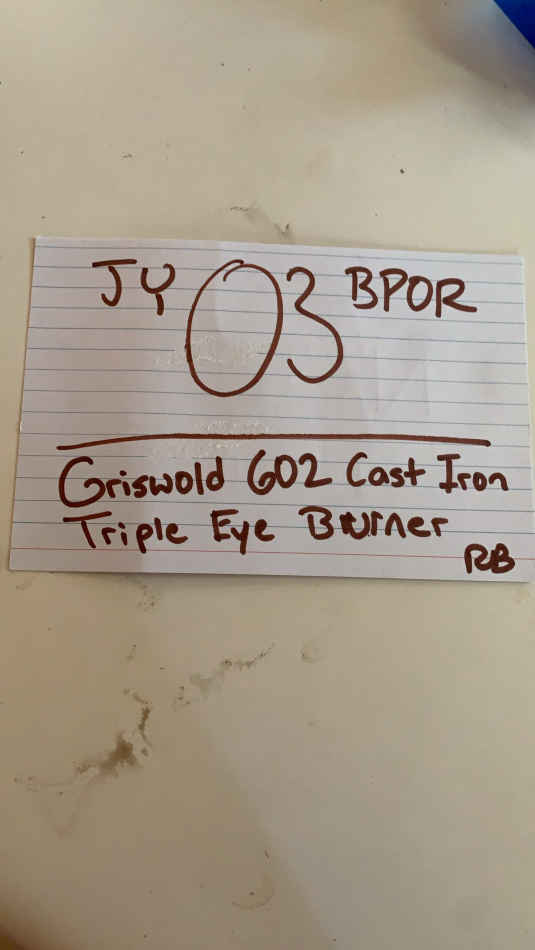 JY 03 BPOR
Griswold 602 Cast Iron
Triple Eye Burner
RB